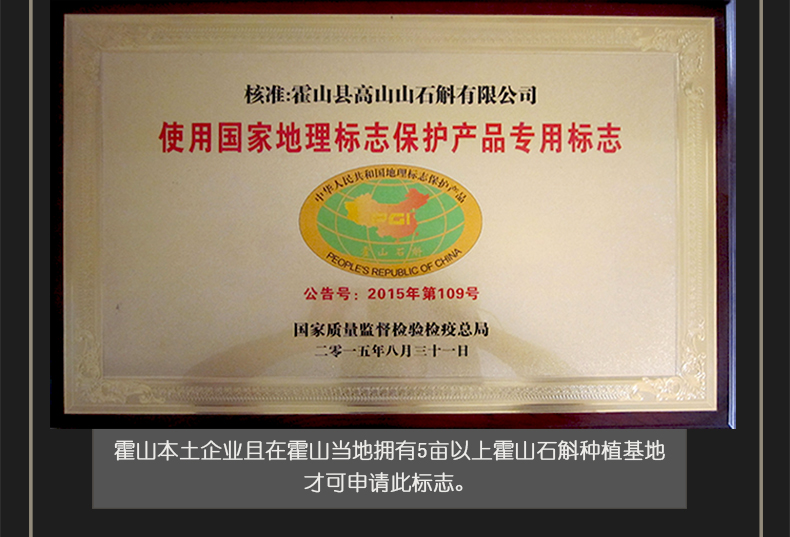 核准:霍山县高山山石斛有限公司
使用国家地理标志保护产品专用标志
中华人民共和国地理标志保护产品
PGI
霍山石斛
PEOPLE'S REPUBLIC OF CHINA
公告号：2015年第109号
国家质量监督检验检疫总局
二零一五年八月三十一日
霍山本土企业且在霍山当地拥有5亩以上霍山石斛种植基地
才可申请此标志。